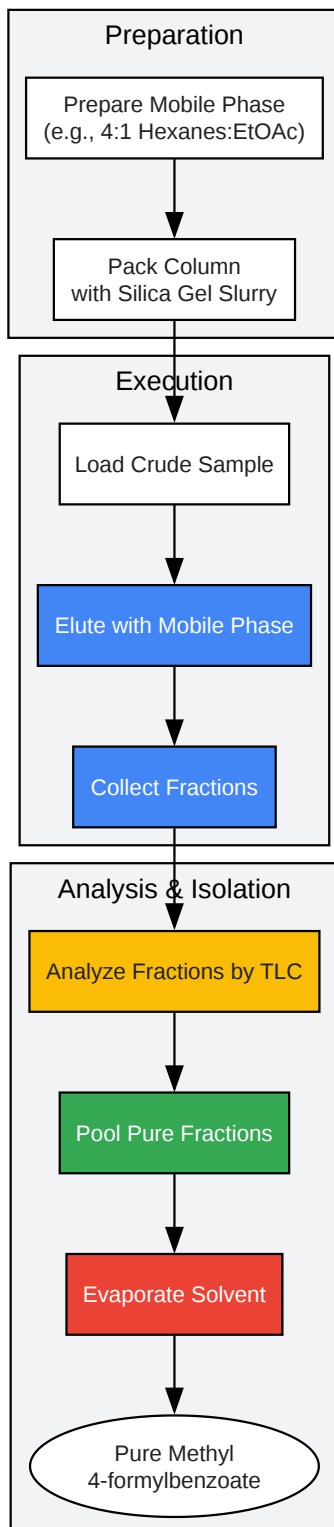 Preparation
Prepare Mobile Phase
(e.g., 4:1 Hexanes:EtOAc)
Pack Column
with Silica Gel Slurry
Execution
Load Crude Sample
Elute with Mobile Phase
Collect Fractions
Analysis & Isolation
Analyze Fractions by TLC
Pool Pure Fractions
Evaporate Solvent
Pure Methyl
4-formylbenzoate